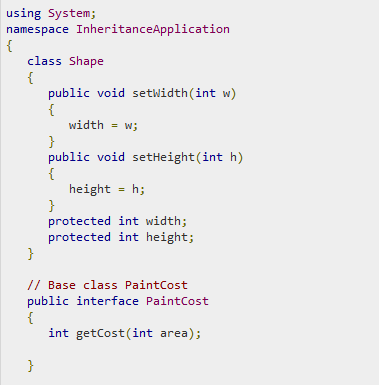 using System;
namespace InheritanceApplication
{
   class Shape
   {
      public void setWidth(int w)
      {
         width = w;
      }
      public void setHeight(int h)
      {
         height = h;
      }
      protected int width;
      protected int height;
   }

   // Base class PaintCost
   public interface PaintCost
   {
      int getCost(int area);

   }